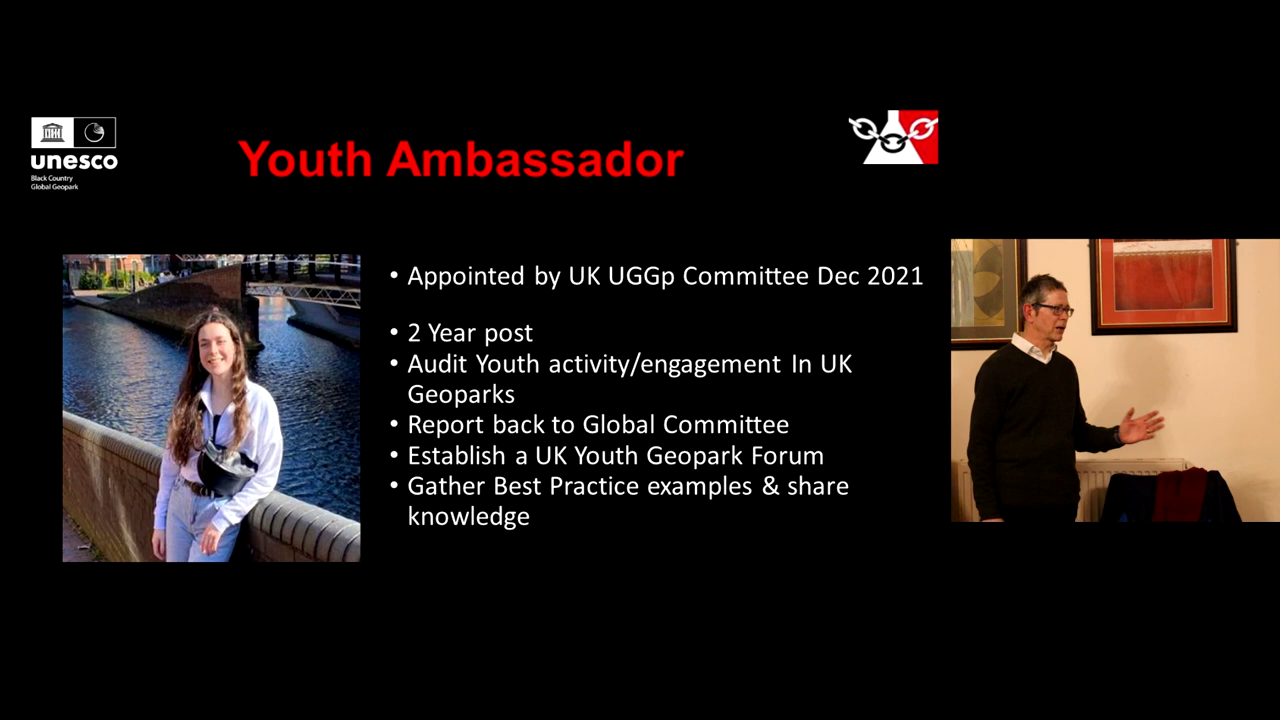 unesco
Black Country
Global Geopark
Youth Ambassador
• Appointed by UK UGGp Committee Dec 2021
• 2 Year post
• Audit Youth activity/engagement In UK
Geoparks
• Report back to Global Committee
• Establish a UK Youth Geopark Forum
• Gather Best Practice examples & share
knowledge